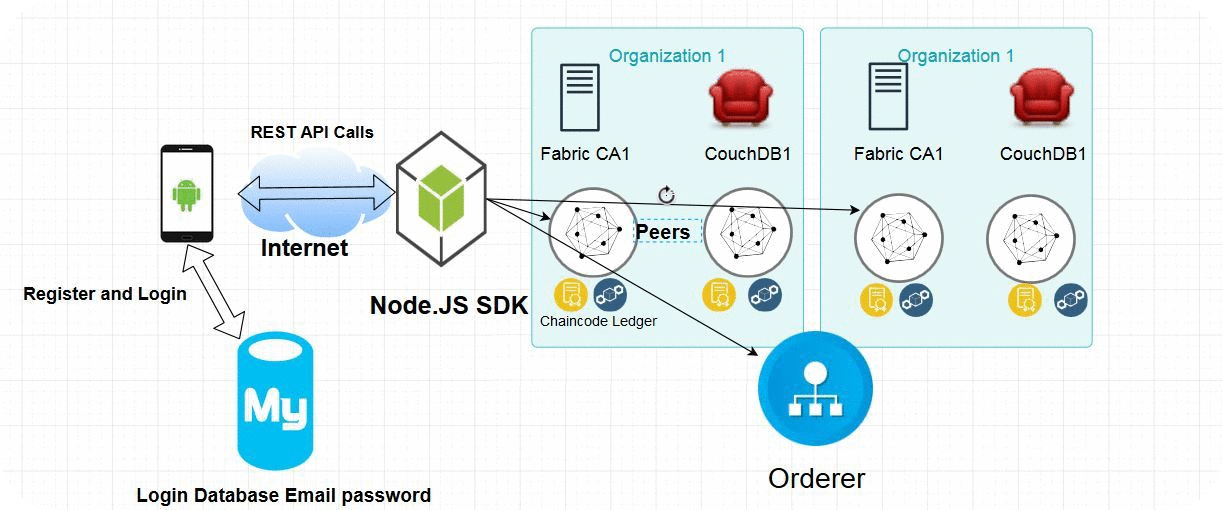 Organization 1
Organization 1
REST API Calls
Fabric CA1
CouchDB1
Fabric CA1
CouchDB1
Internet
Peers
Register and Login
Node.JS SDK
Chaincode Ledger
My
Orderer
Login Database Email password